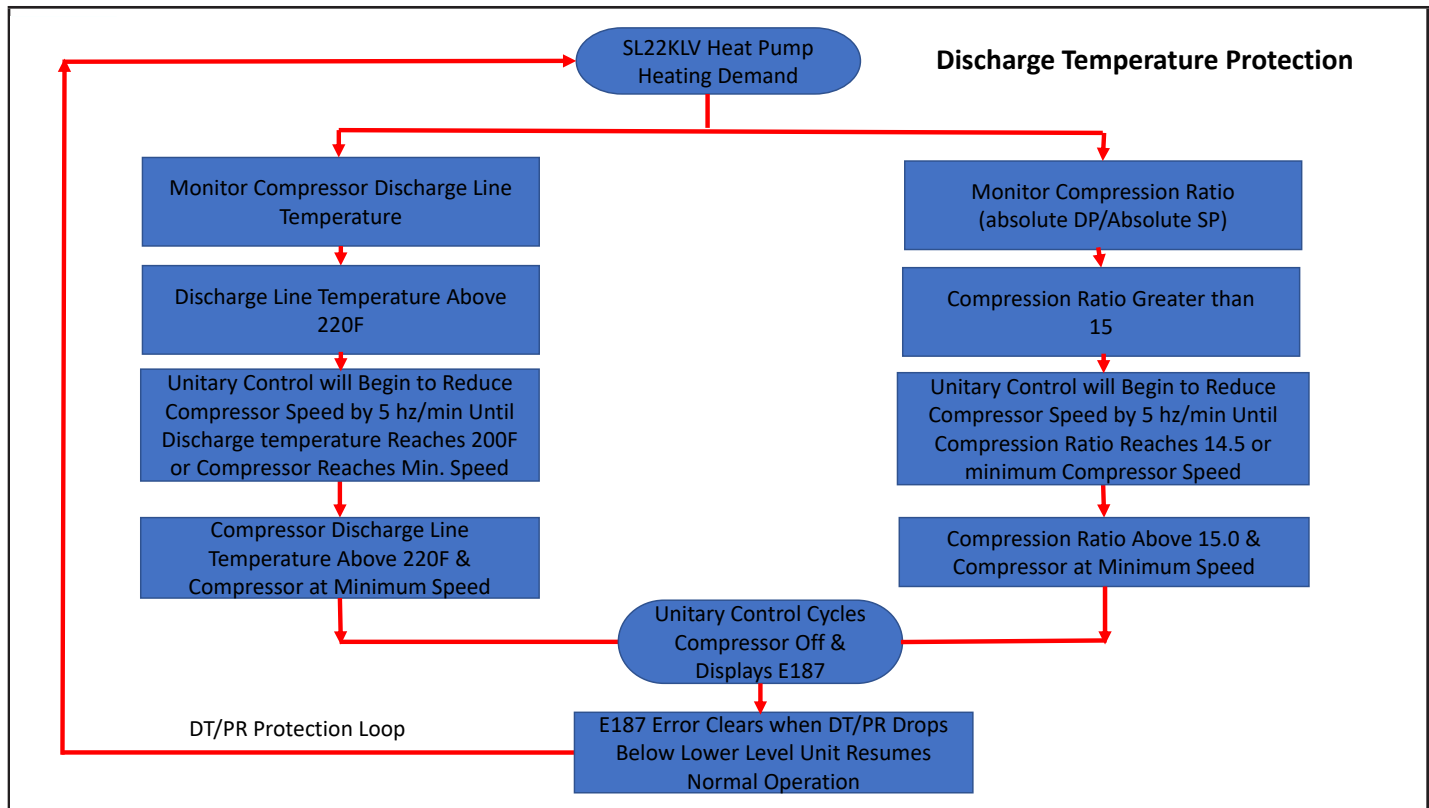 SL22KLV Heat Pump
Heating Demand
Discharge Temperature Protection
Monitor Compressor Discharge Line
Temperature
Discharge Line Temperature Above
220F
Unitary Control will Begin to Reduce
Compressor Speed by 5 hz/min Until
Discharge temperature Reaches 200F
or Compressor Reaches Min. Speed
Compressor Discharge Line
Temperature Above 220F &
Compressor at Minimum Speed
Monitor Compression Ratio
(absolute DP/Absolute SP)
Compression Ratio Greater than
15
Unitary Control will Begin to Reduce
Compressor Speed by 5 hz/min Until
Compression Ratio Reaches 14.5 or
minimum Compressor Speed
Compression Ratio Above 15.0 &
Compressor at Minimum Speed
Unitary Control Cycles
Compressor Off &
Displays E187
DT/PR Protection Loop
E187 Error Clears when DT/PR Drops
Below Lower Level Unit Resumes
Normal Operation